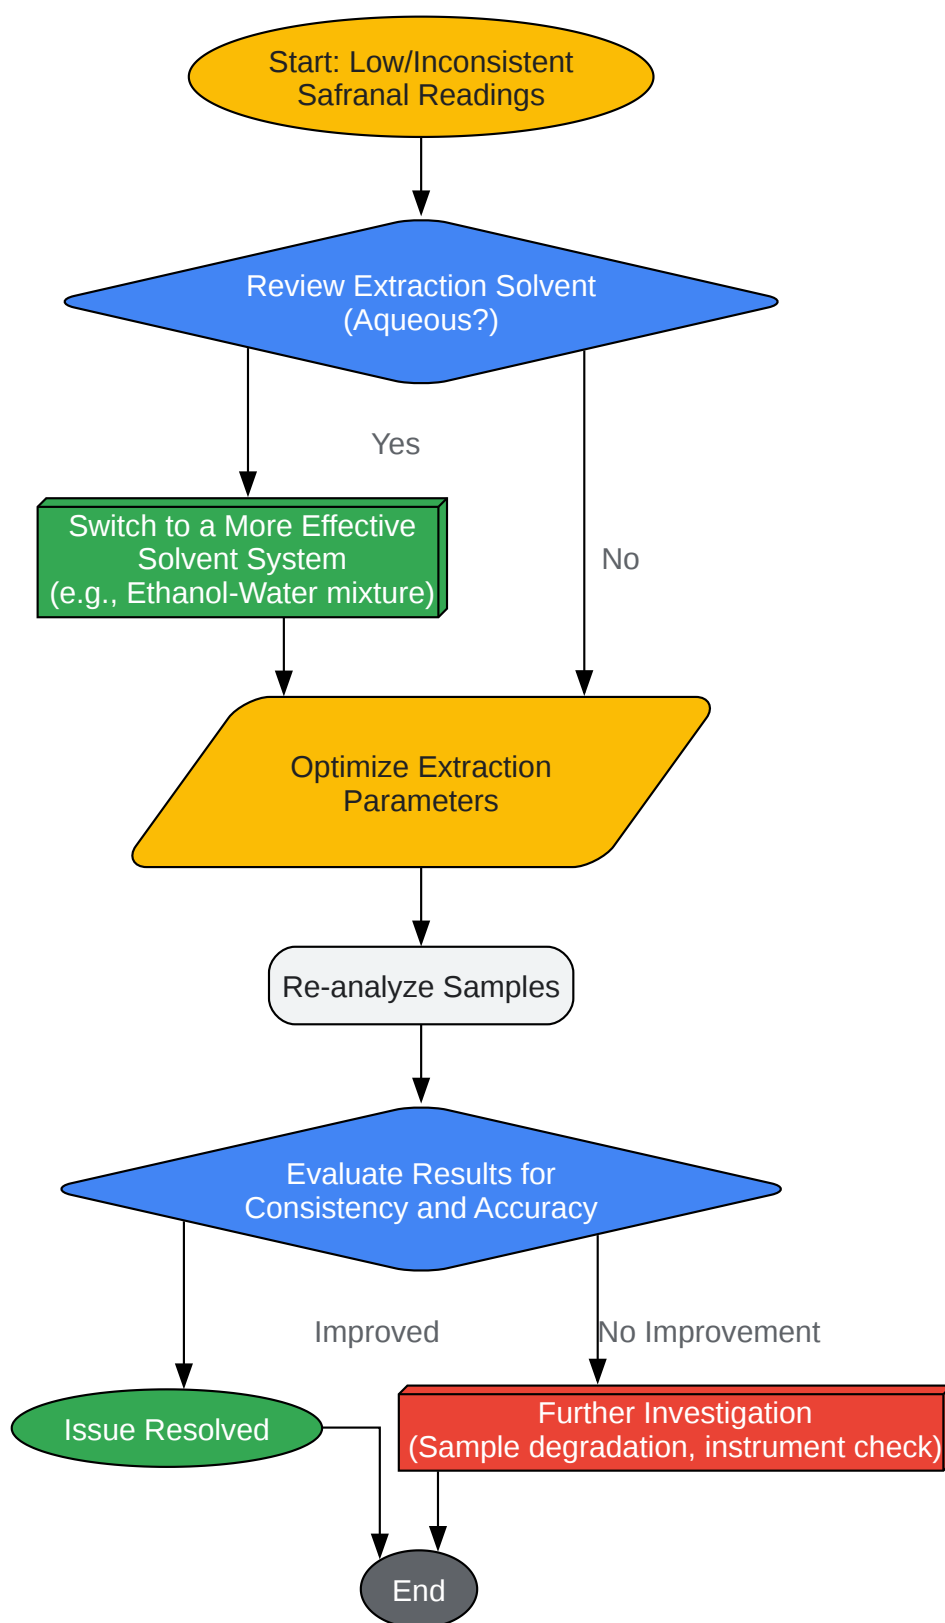 Start: Low/Inconsistent
Safranal Readings
Review Extraction Solvent
(Aqueous?)
Yes
Switch to a More Effective
Solvent System
(e.g., Ethanol-Water mixture)
No
Optimize Extraction
Parameters
Re-analyze Samples
Evaluate Results for
Consistency and Accuracy
Improved
No Improvement
Issue Resolved
Further Investigation
(Sample degradation, instrument check)
End